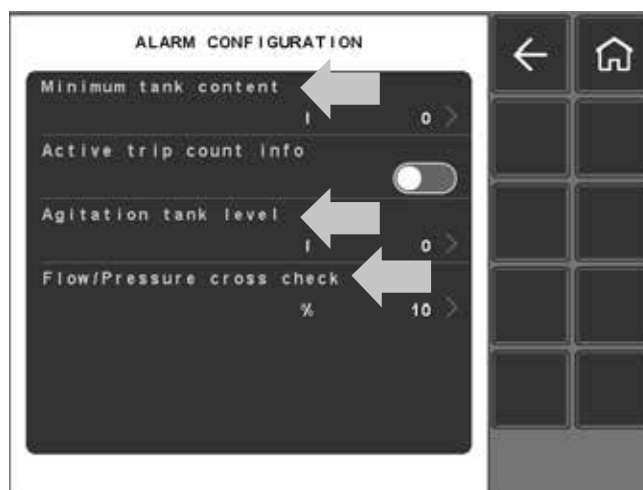 ALARM CONFIGURATION
Minimum tank content
l 0
Active trip count info
Agitation tank level
l 0
Flow/Pressure cross check
% 10